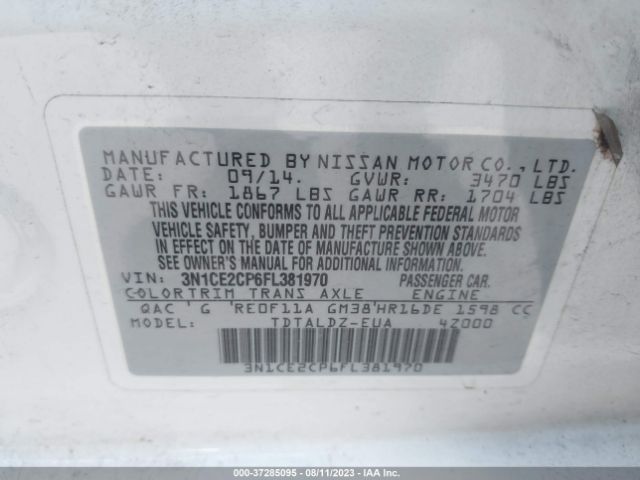 MANUFACTURED BY NISSAN MOTOR CO., LTD.
DATE: 09/14. GVWR: 3470 LBS
GAWR FR: 1867 LBS GAWR RR: 1704 LBS
THIS VEHICLE CONFORMS TO ALL APPLICABLE FEDERAL MOTOR
VEHICLE SAFETY, BUMPER AND THEFT PREVENTION STANDARDS
IN EFFECT ON THE DATE OF MANUFACTURE SHOWN ABOVE.
SEE OWNER'S MANUAL FOR ADDITIONAL INFORMATION.
VIN: 3N1CE2CP6FL381970 PASSENGER CAR.
COLOR TRIM TRANS AXLE ENGINE
QAC ' G 'RE0F11A GM38'HR16DE 1598 CC
MODEL: TDTALDZ-EUA 4Z000
3N1CE2CP6FL381970
000-37285095 - 08/11/2023 - IAA Inc.